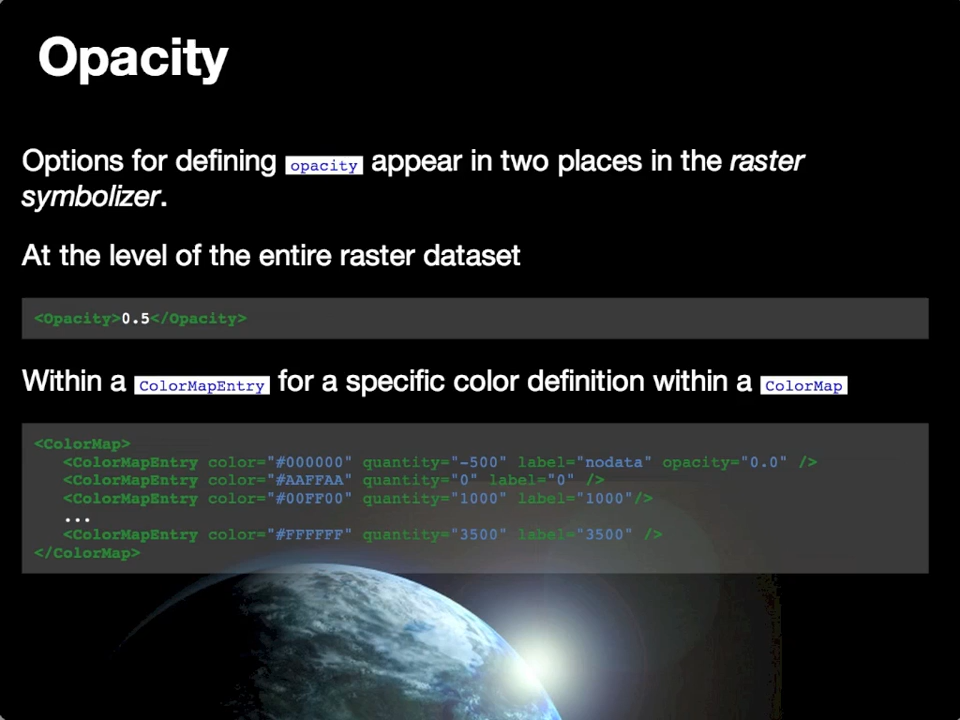 Opacity
Options for defining opacity appear in two places in the raster
symbolizer.
At the level of the entire raster dataset
<Opacity>0.5</Opacity>
Within a ColorMapEntry for a specific color definition within a ColorMap
<ColorMap>
<ColorMapEntry color="#000000" quantity="-500" label="nodata" opacity="0.0" />
<ColorMapEntry color="#AAFFAA" quantity="0" label="0" />
<ColorMapEntry color="#00FF00" quantity="1000" label="1000"/>
...
<ColorMapEntry color="#FFFFFF" quantity="3500" label="3500" />
</ColorMap>